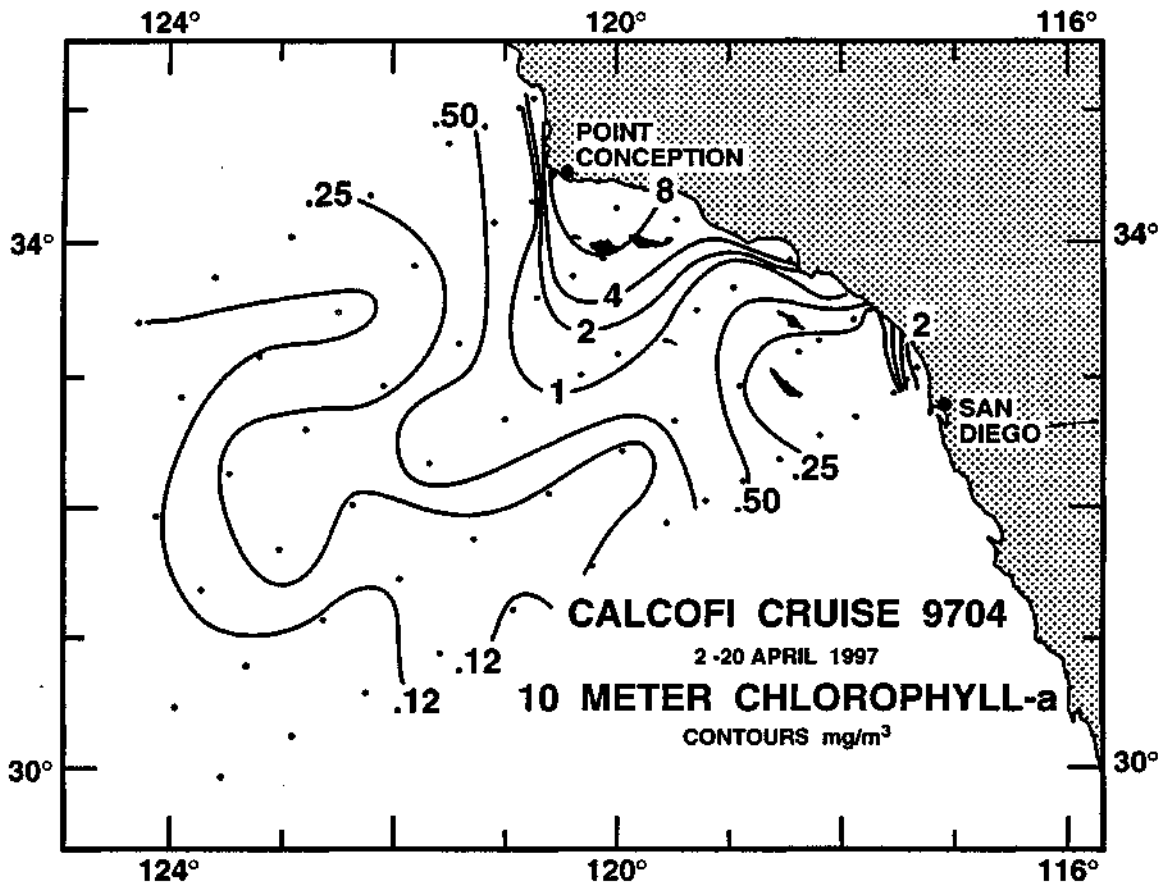 124°
120°
116°
.50
POINT
CONCEPTION
.25
8
34°
34°
4
2
2
1
SAN
DIEGO
.25
.50
CALCOFI CRUISE 9704
2-20 APRIL 1997
.12
.12
10 METER CHLOROPHYLL-a
CONTOURS mg/m³
30°
30°
124°
120°
116°